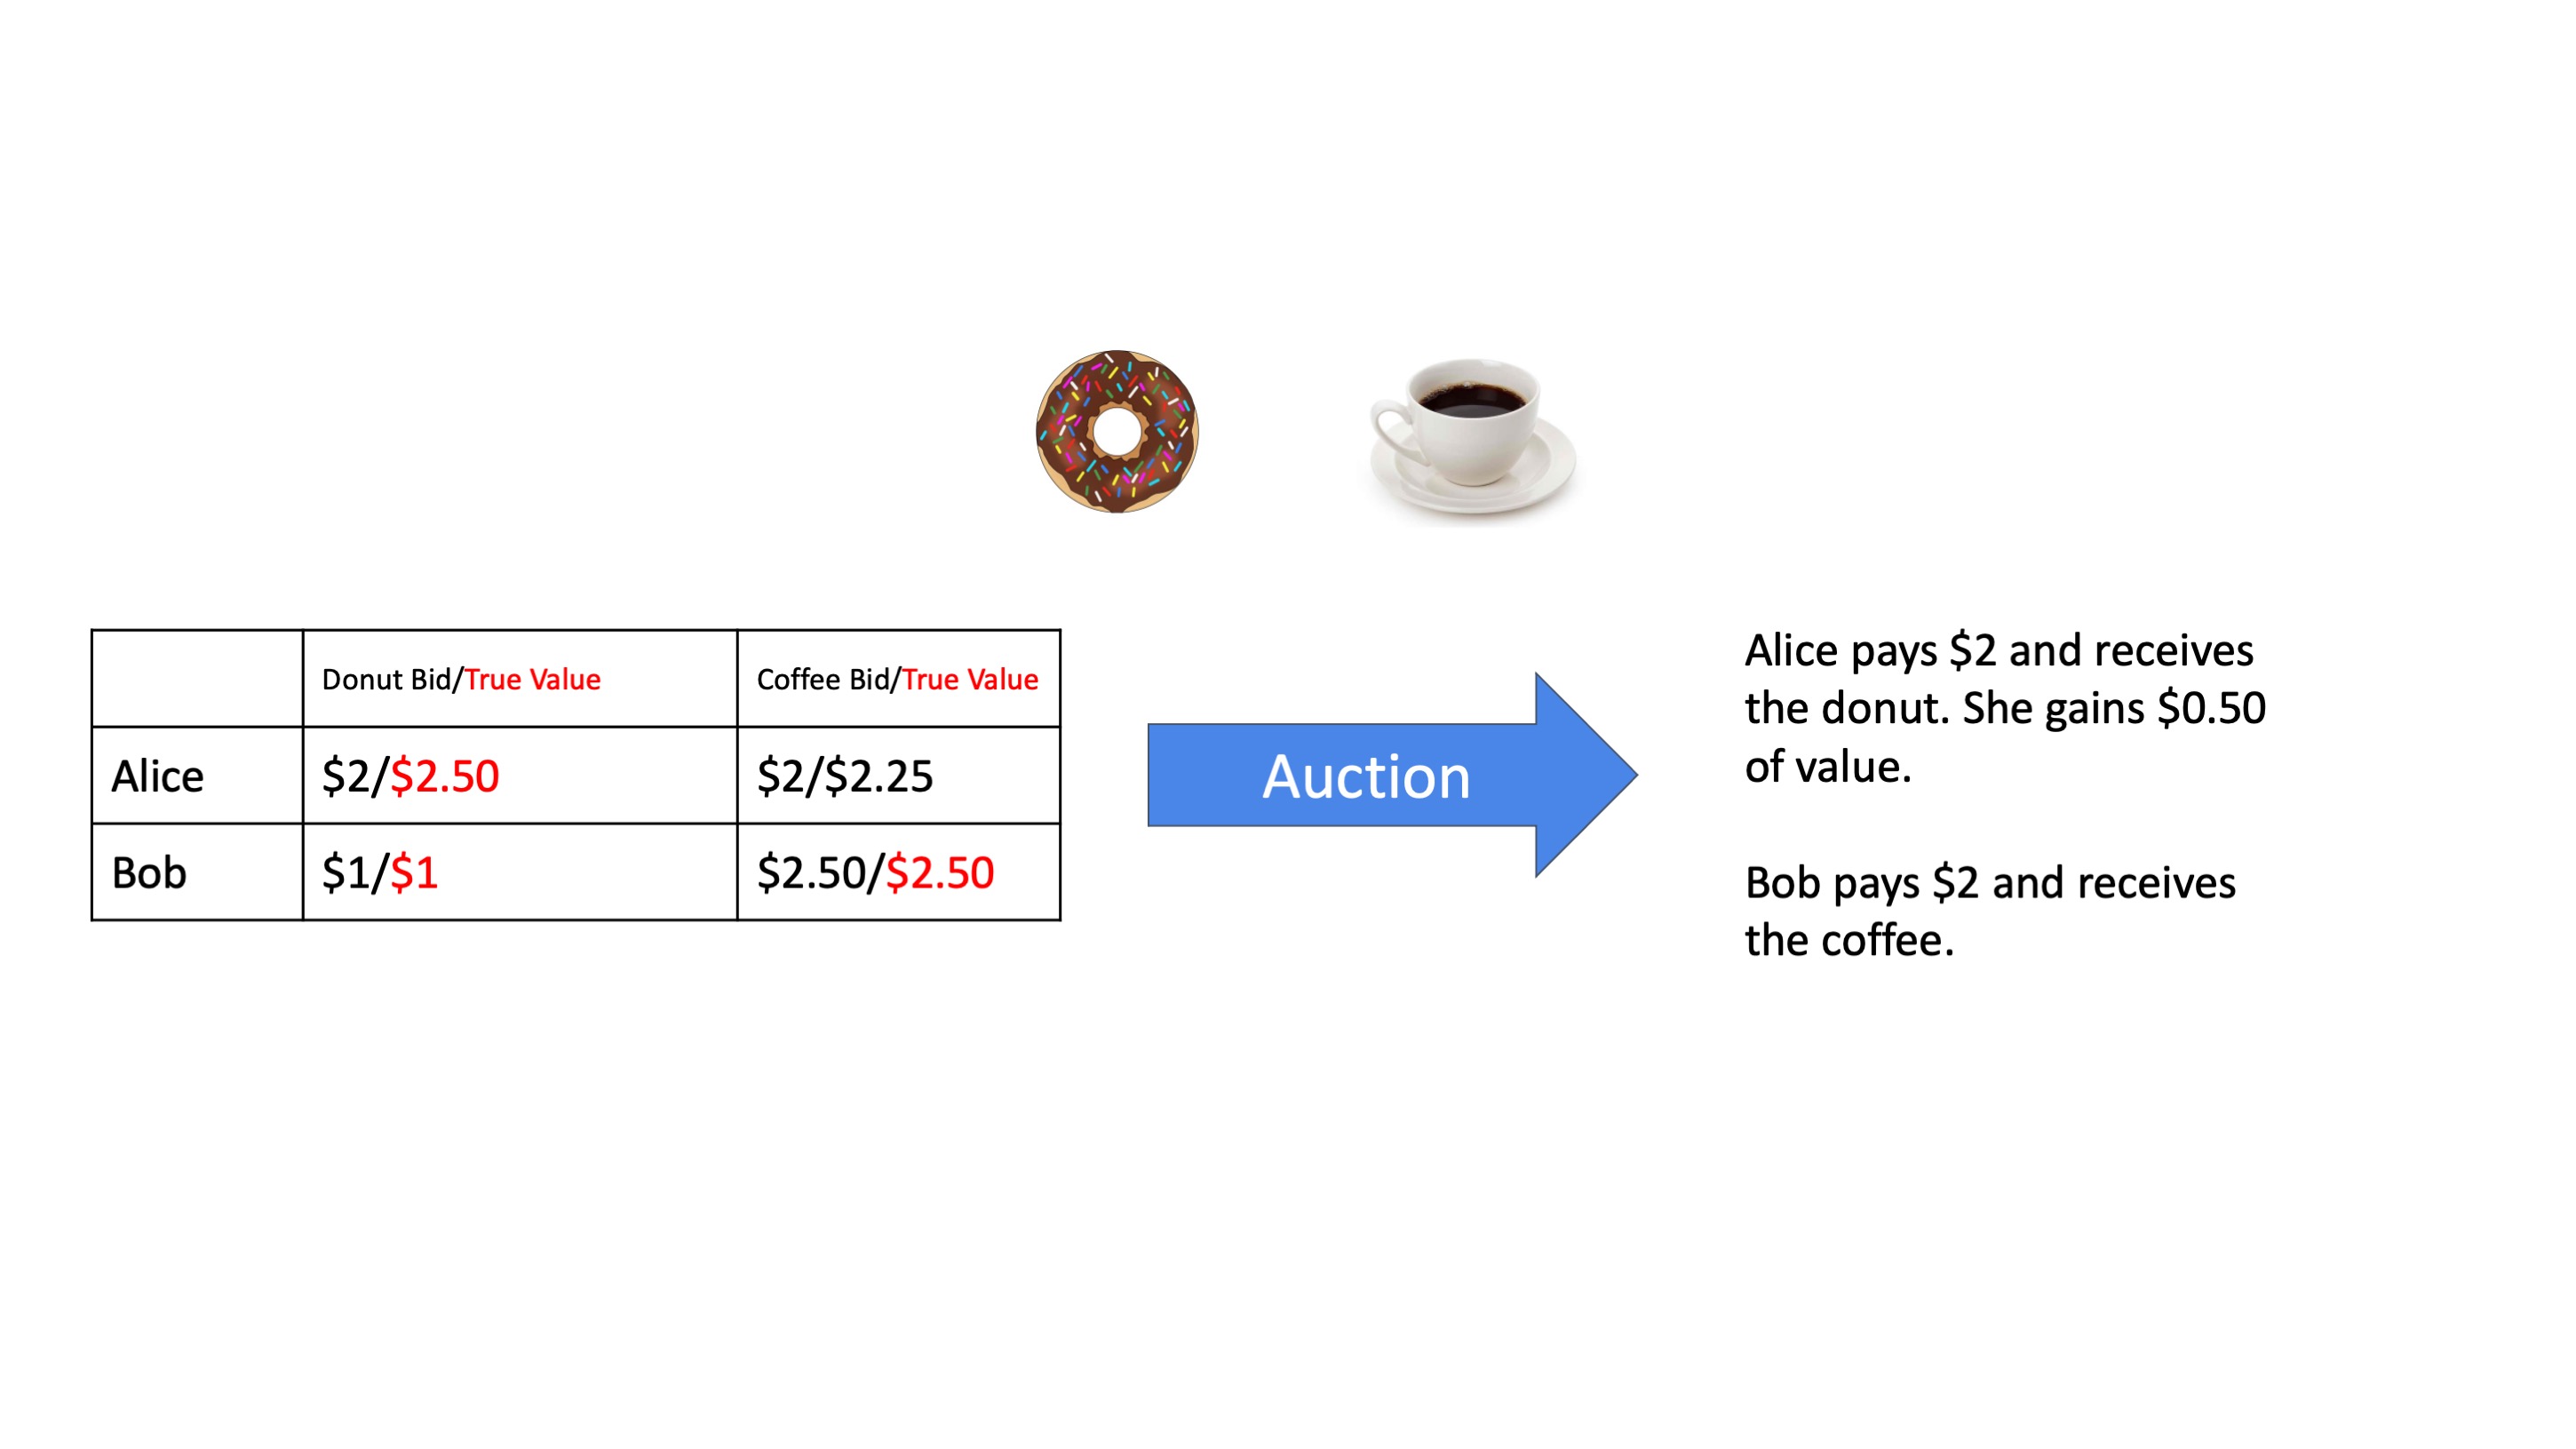 Donut Bid/True Value
Coffee Bid/True Value
Alice
$2/$2.50
$2/$2.25
Bob
$1/$1
$2.50/$2.50
Auction
Alice pays $2 and receives
the donut. She gains $0.50
of value.
Bob pays $2 and receives
the coffee.